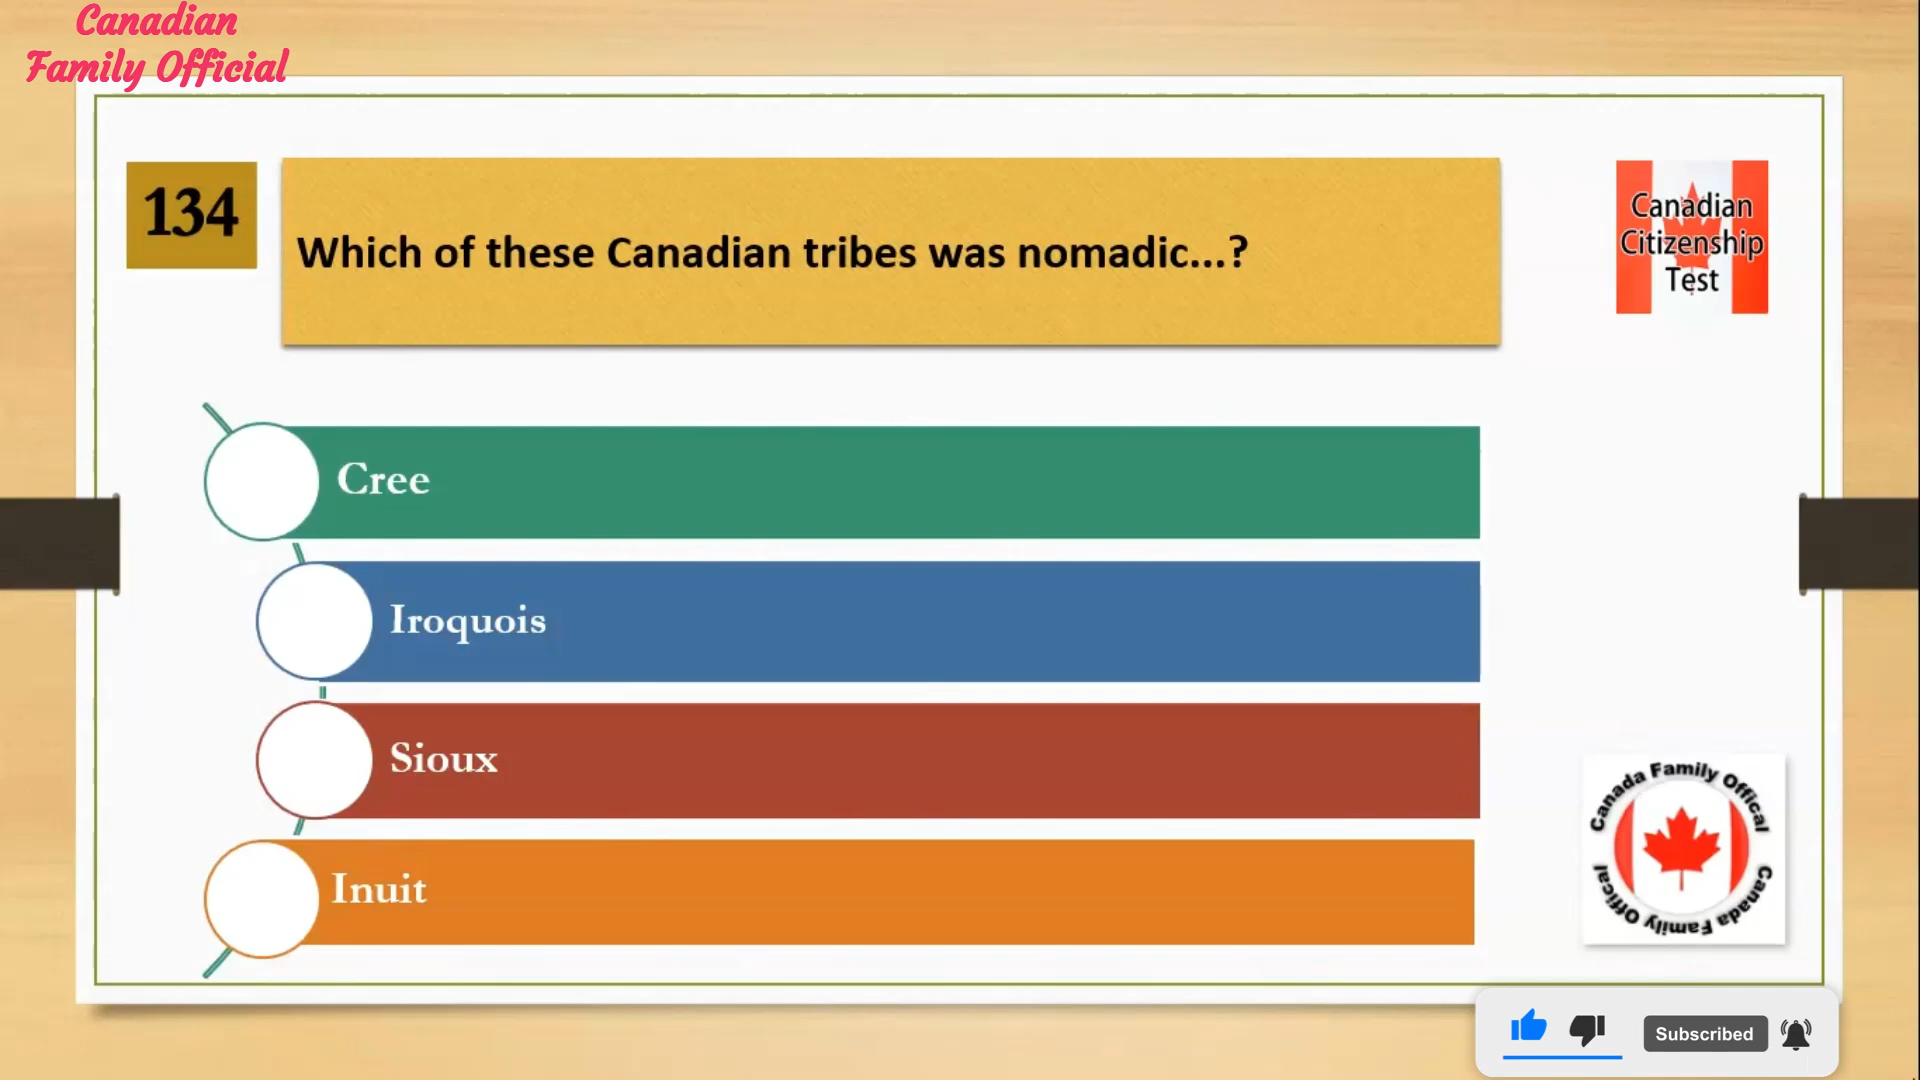 Canadian
Family Official
134
Which of these Canadian tribes was nomadic...?
Canadian
Citizenship
Test
Cree
Iroquois
Sioux
Inuit
Canada Family Offical
Canada Family Offical
Subscribed